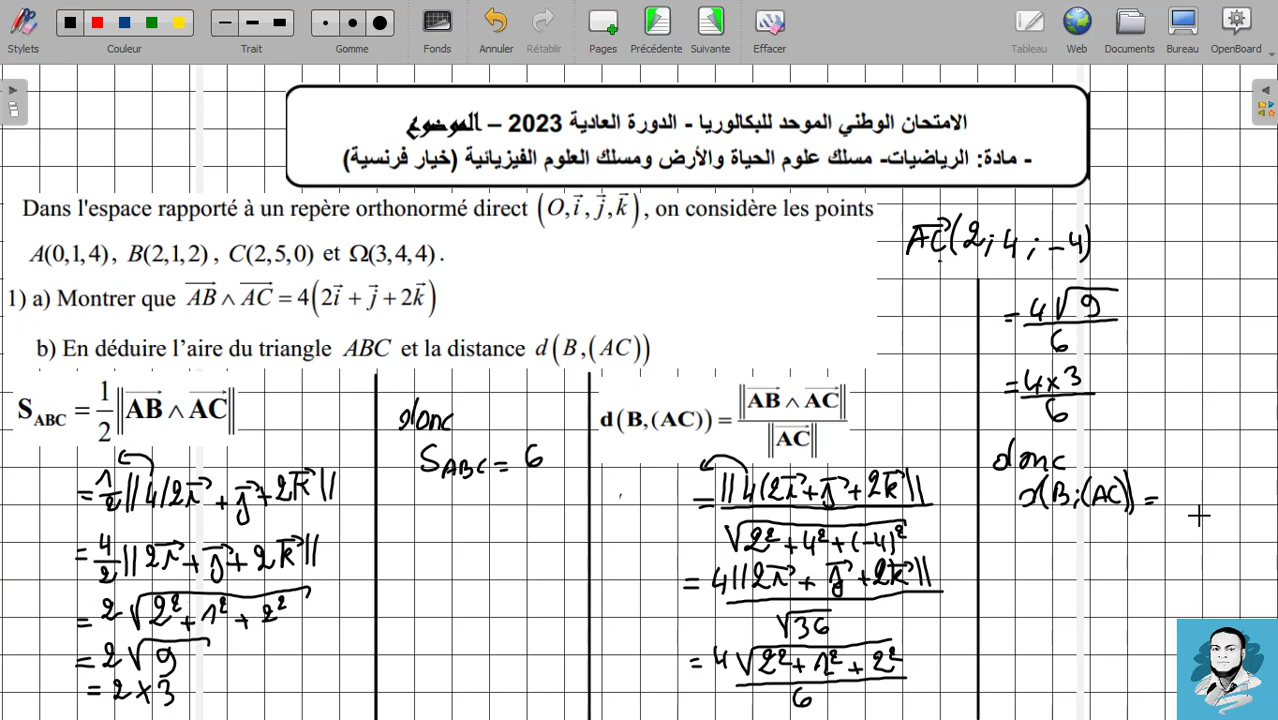 Stylets Couleur Trait Gomme Fonds Annuler Rétablir Pages Précédente Suivante Effacer Tableau Web Documents Bureau OpenBoard
الامتحان الوطني الموحد للبكالوريا - الدورة العادية 2023 – الموضوع
- مادة: الرياضيات- مسلك علوم الحياة والأرض ومسلك العلوم الفيزيائية (خيار فرنسية)
Dans l'espace rapporté à un repère orthonormé direct (O, i⃗, j⃗, k⃗), on considère les points
A(0,1,4), B(2,1,2), C(2,5,0) et Ω(3,4,4).
1) a) Montrer que AB⃗ ∧ AC⃗ = 4(2i⃗ + j⃗ + 2k⃗)
b) En déduire l’aire du triangle ABC et la distance d(B,(AC))
S_ABC = 1/2 ||AB⃗ ∧ AC⃗||
= 1/2 ||4(2i⃗ + j⃗ + 2k⃗||
= 4/2 ||2i⃗ + j⃗ + 2k⃗||
= 2 √(2² + 1² + 2²)
= 2 √9
= 2 × 3
donc
S_ABC = 6
d(B,(AC)) = ||AB⃗ ∧ AC⃗|| / ||AC⃗||
= ||4(2i⃗ + j⃗ + 2k⃗|| / √(2² + 4² + (-4)²)
= 4||2i⃗ + j⃗ + 2k⃗|| / √36
= 4 √(2² + 1² + 2²) / 6
AC⃗(2; 4; -4)
= 4√9 / 6
= 4 × 3 / 6
donc
d(B;(AC)) =